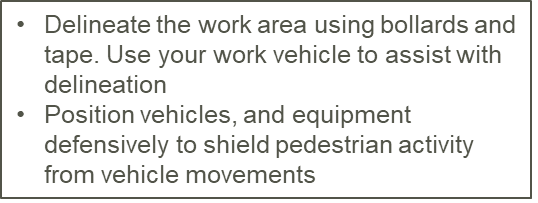 • Delineate the work area using bollards and
tape. Use your work vehicle to assist with
delineation
• Position vehicles, and equipment
defensively to shield pedestrian activity
from vehicle movements